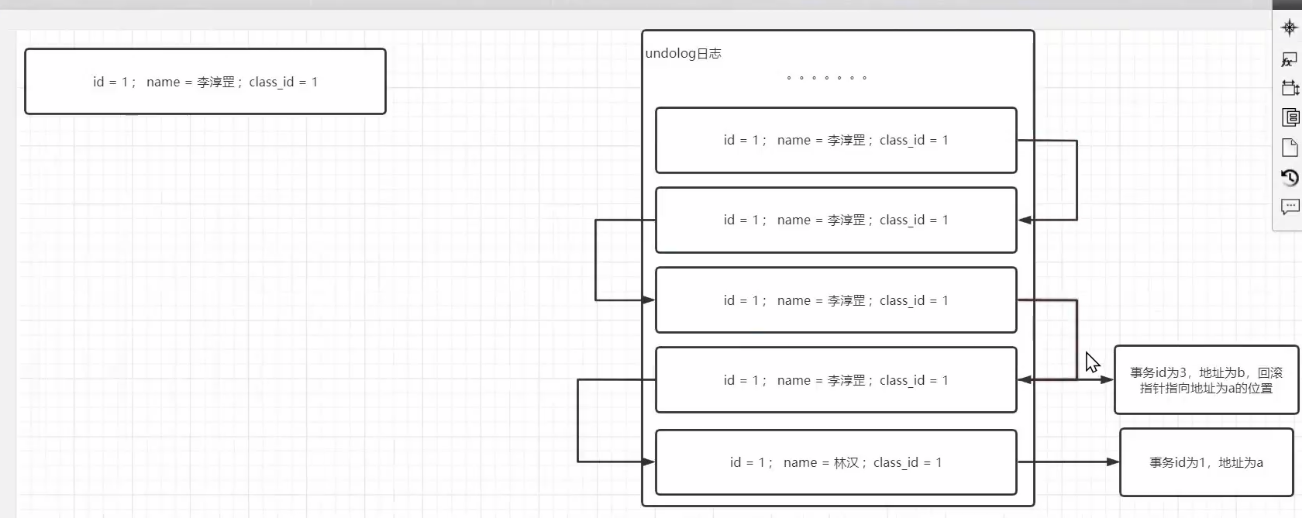 id = 1； name = 李淳罡；class_id = 1
undolog日志
。。。。。。。
id = 1； name = 李淳罡；class_id = 1
id = 1； name = 李淳罡；class_id = 1
id = 1； name = 李淳罡；class_id = 1
id = 1； name = 李淳罡；class_id = 1
事务id为3，地址为b，回滚
指针指向地址为a的位置
id = 1； name = 林汉；class_id = 1
事务id为1，地址为a